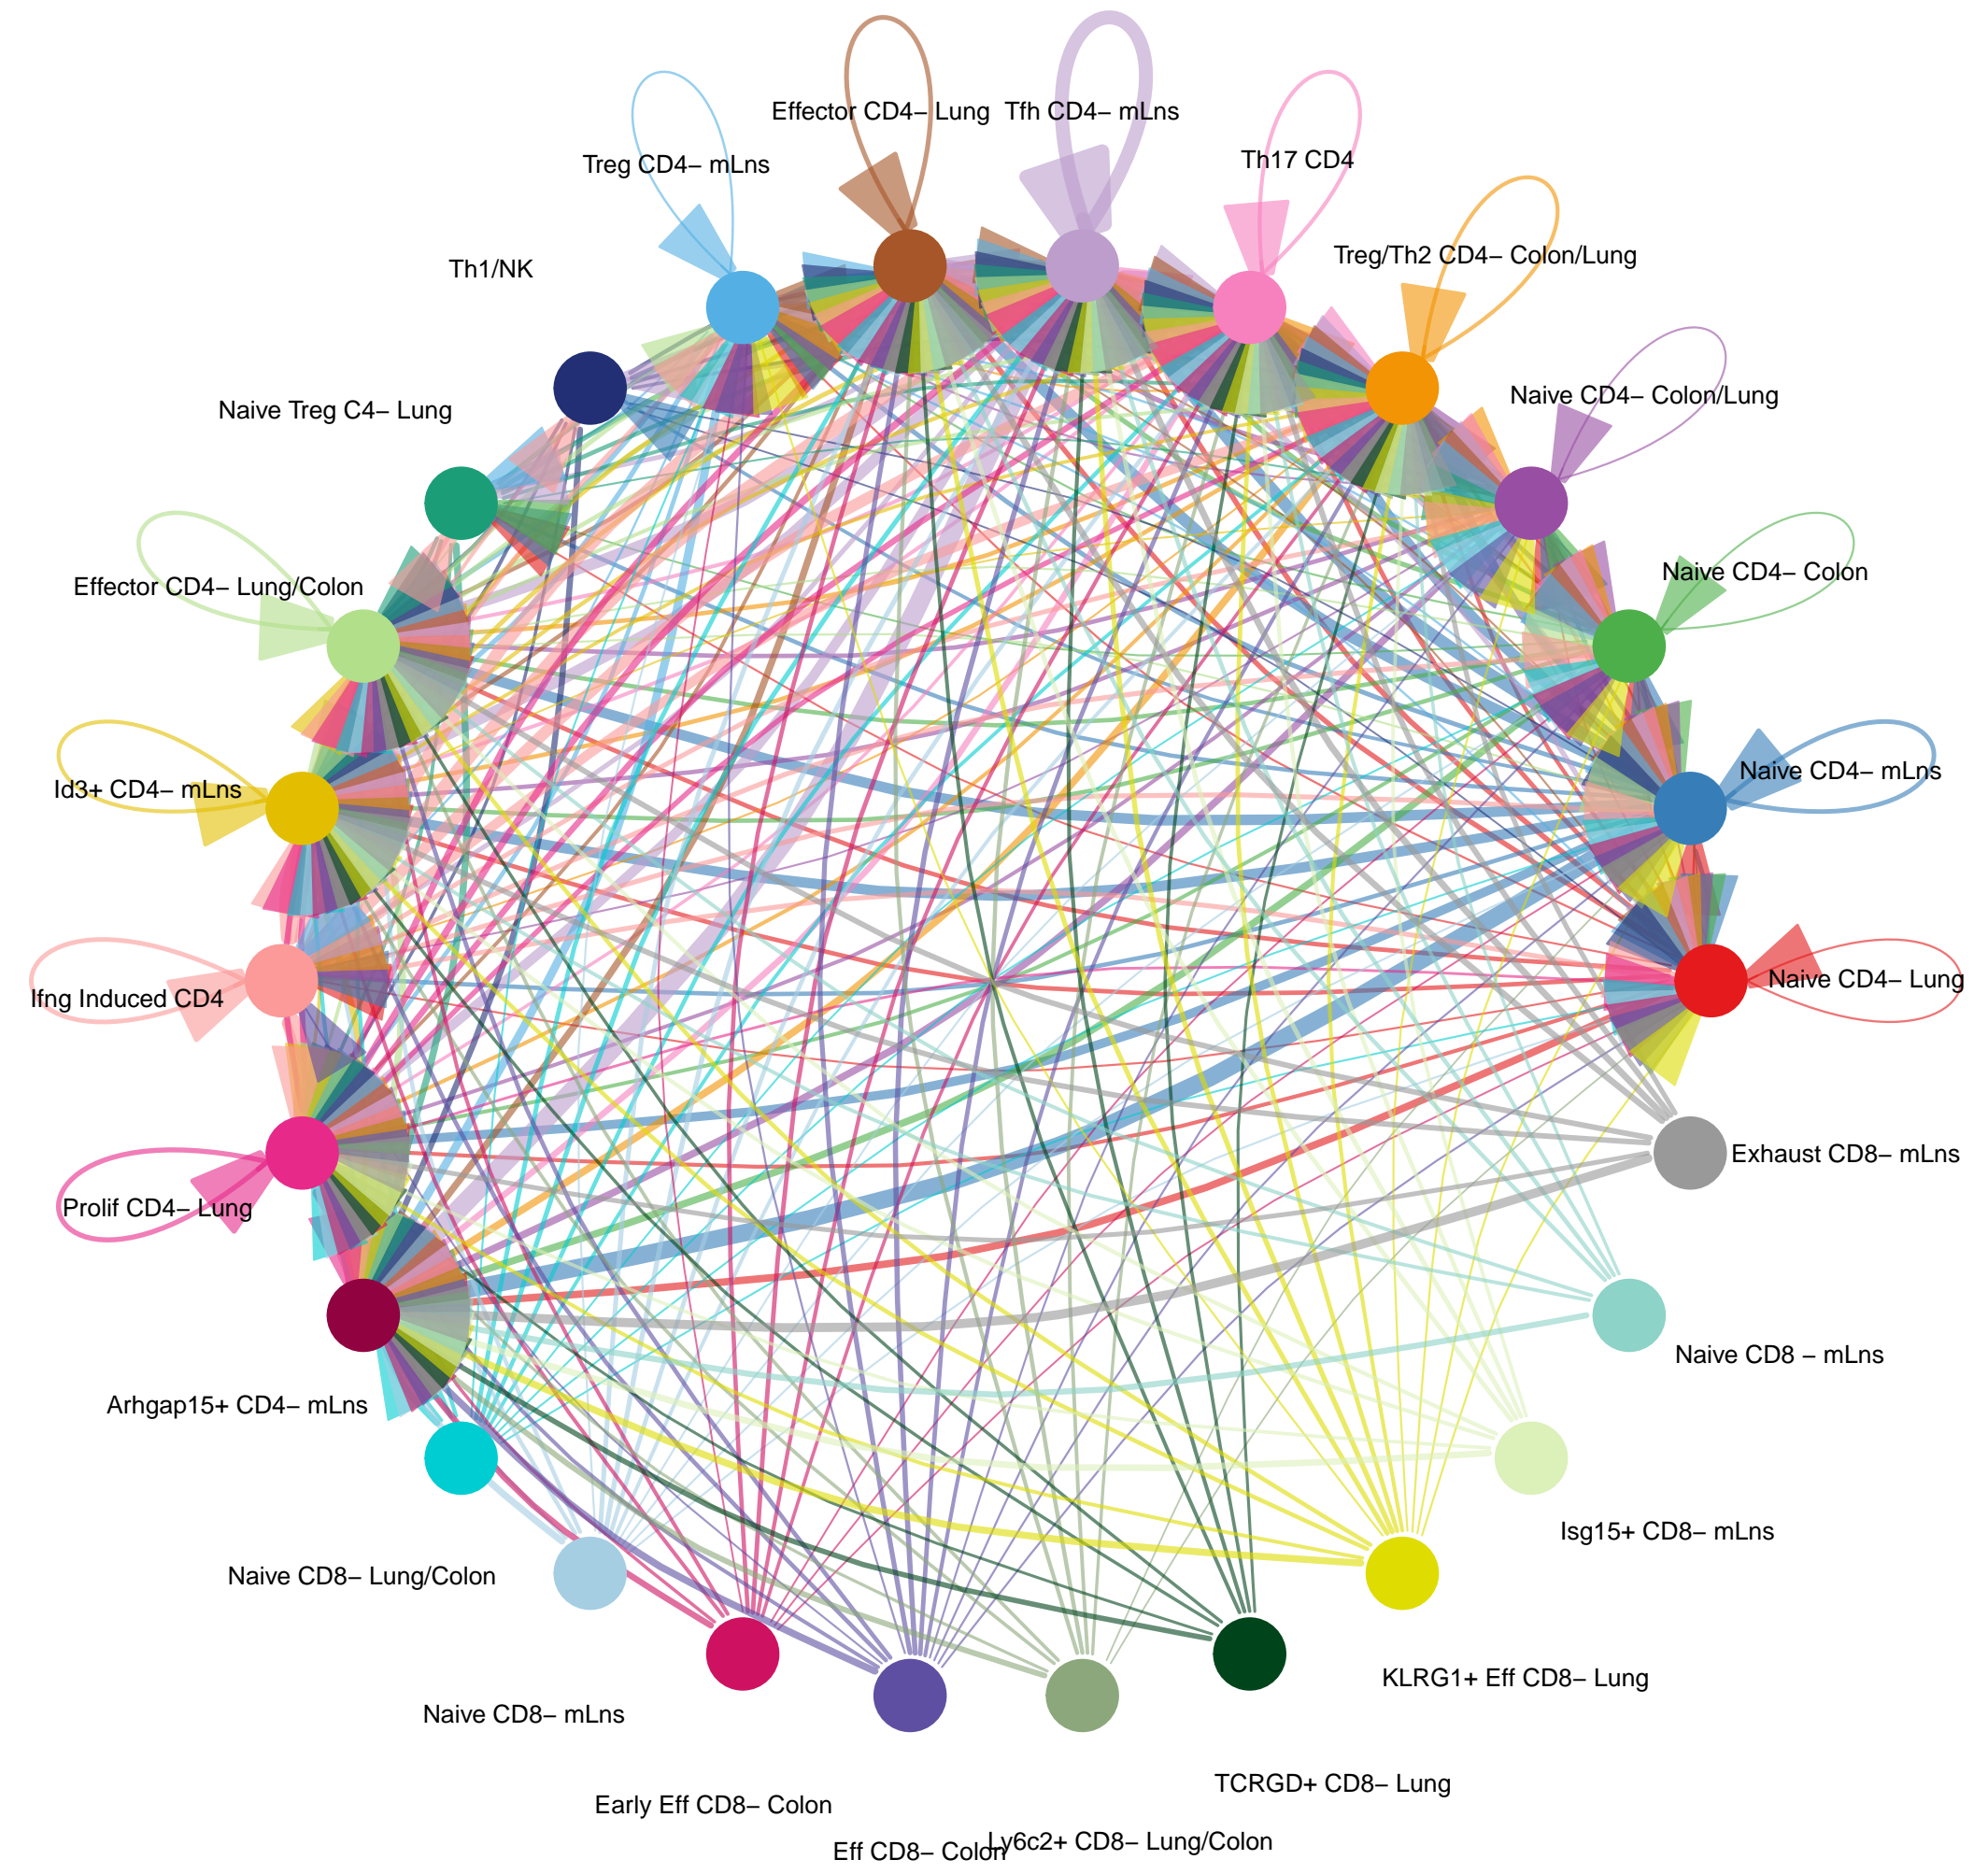 Effector CD4− Lung
Tfh CD4− mLns
Treg CD4− mLns
Th17 CD4
Th1/NK
Treg/Th2 CD4− Colon/Lung
Naive Treg C4− Lung
Naive CD4− Colon/Lung
Effector CD4− Lung/Colon
Naive CD4− Colon
Id3+ CD4− mLns
Naive CD4− mLns
Ifng Induced CD4
Naive CD4− Lung
Prolif CD4− Lung
Exhaust CD8− mLns
Arhgap15+ CD4− mLns
Naive CD8 − mLns
Naive CD8− Lung/Colon
Isg15+ CD8− mLns
Naive CD8− mLns
KLRG1+ Eff CD8− Lung
Early Eff CD8− Colon
TCRGD+ CD8− Lung
Eff CD8− Colon
Ly6c2+ CD8− Lung/Colon